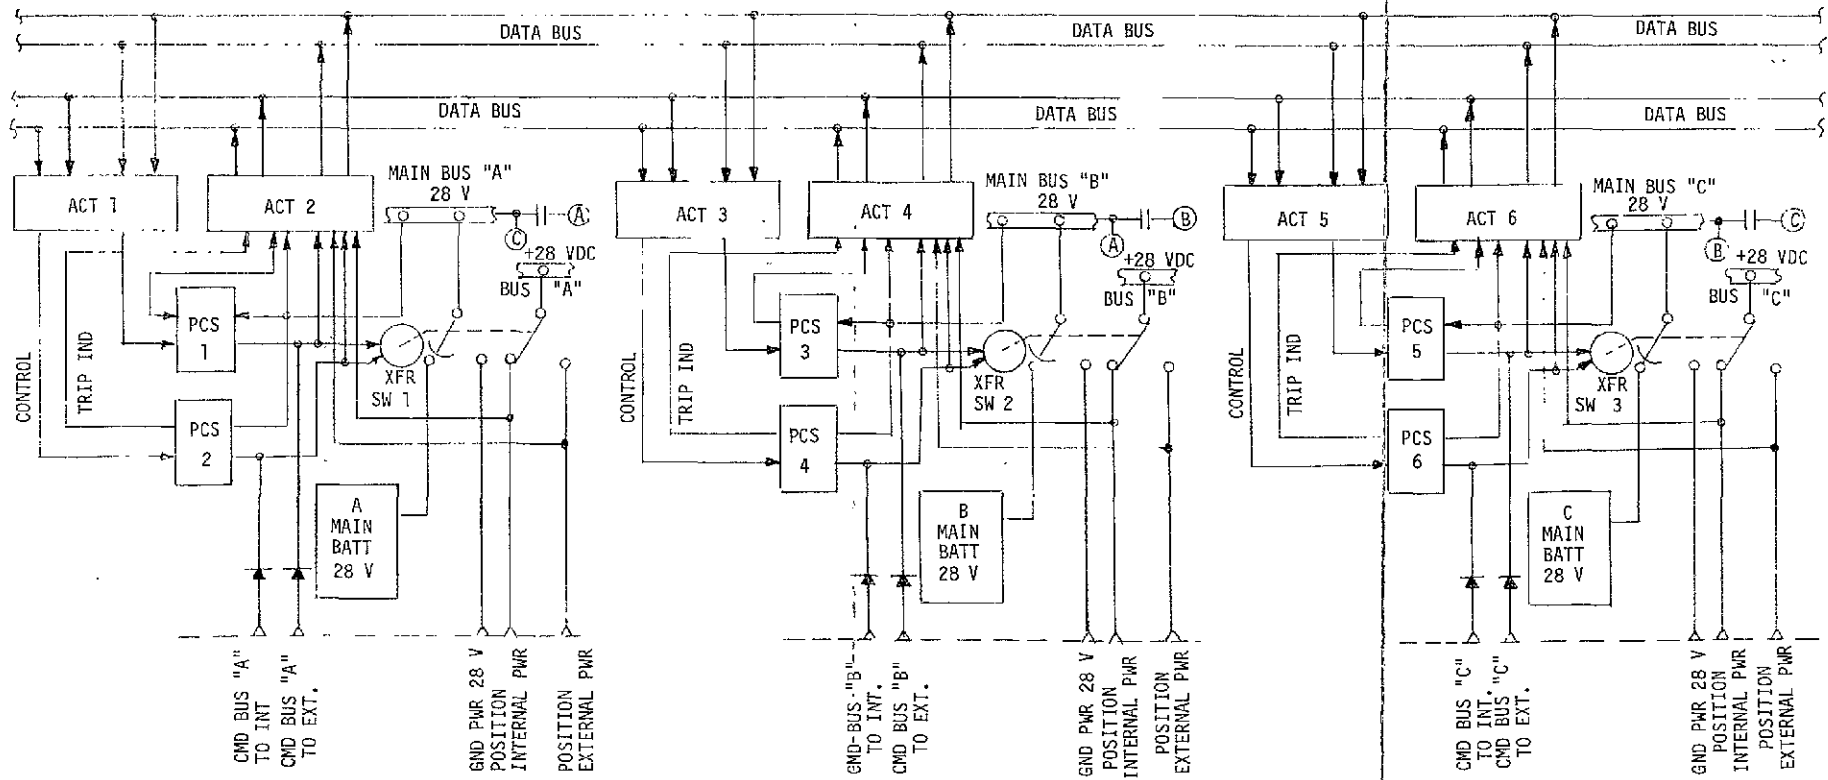 DATA BUS
DATA BUS
DATA BUS
DATA BUS
DATA BUS
DATA BUS
ACT 1
ACT 2
MAIN BUS "A"
28 V
A
C
+28 VDC
BUS "A"
PCS
1
CONTROL
TRIP IND
XFR
SW 1
PCS
2
A
MAIN
BATT
28 V
CMD BUS "A"
TO INT
CMD BUS "A"
TO EXT.
GND PWR 28 V
POSITION
INTERNAL PWR
POSITION
EXTERNAL PWR
ACT 3
ACT 4
MAIN BUS "B"
28 V
B
A
+28 VDC
BUS "B"
PCS
3
CONTROL
TRIP IND
XFR
SW 2
PCS
4
B
MAIN
BATT
28 V
CMD-BUS-"B"
TO INT.
CMD BUS "B"
TO EXT.
GND PWR 28 V
POSITION
INTERNAL PWR
POSITION
EXTERNAL PWR
ACT 5
ACT 6
MAIN BUS "C"
28 V
C
B
+28 VDC
BUS "C"
PCS
5
CONTROL
TRIP IND
XFR
SW 3
PCS
6
C
MAIN
BATT
28 V
CMD BUS "C"
TO INT.
CMD BUS "C"
TO EXT.
GND PWR 28 V
POSITION
INTERNAL PWR
POSITION
EXTERNAL PWR